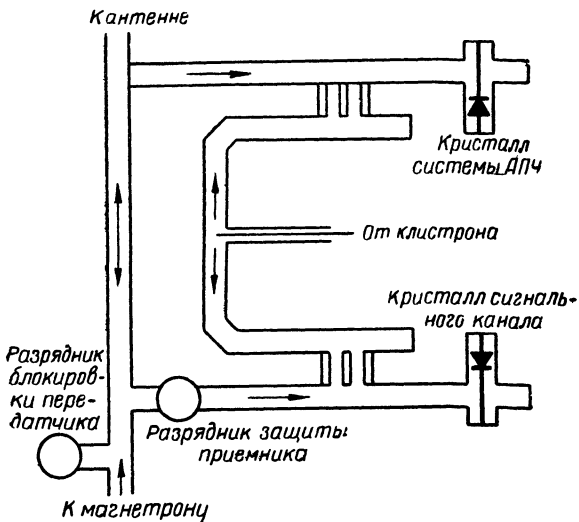 К антенне
Кристалл
системы АПЧ
От клистрона
Кристалл сигналь-
ного канала
Разрядник
блокиров-
ки пере-
датчика
Разрядник защиты
приемника
К магнетрону